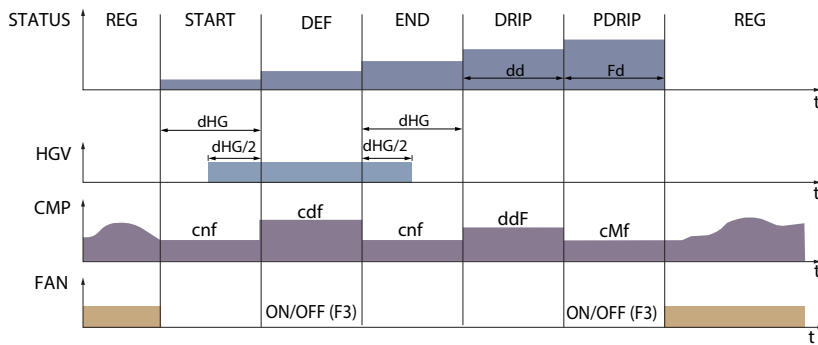 STATUS REG START DEF END DRIP PDRIP REG
dd Fd
t
dHG dHG
dHG/2 dHG/2
HGV
t
CMP
cnf cdf cnf ddF cMf
t
FAN
ON/OFF (F3) ON/OFF (F3)
t